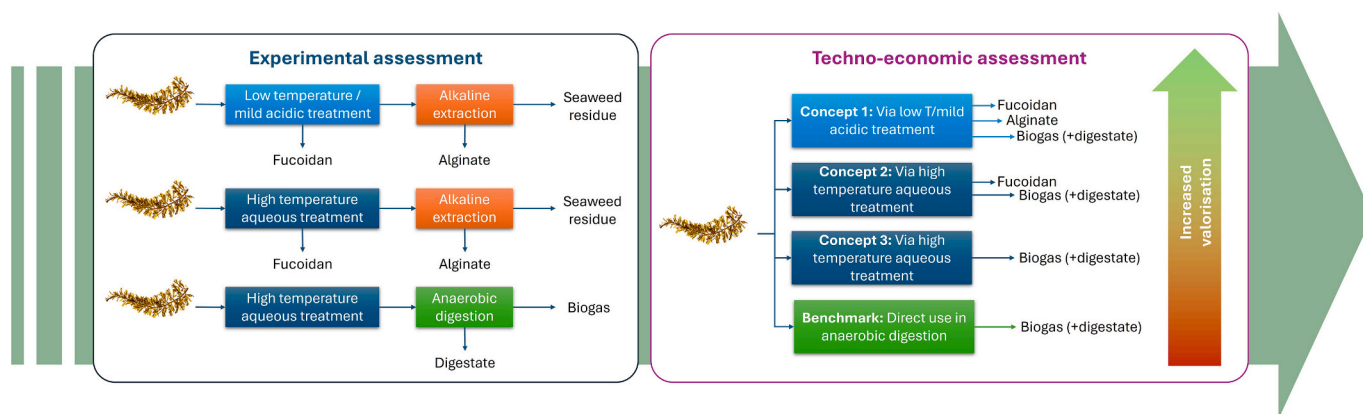 Experimental assessment
Low temperature /
mild acidic treatment
Alkaline
extraction
Seaweed
residue
Fucoidan
Alginate
High temperature
aqueous treatment
Alkaline
extraction
Seaweed
residue
Fucoidan
Alginate
High temperature
aqueous treatment
Anaerobic
digestion
Biogas
Digestate
Techno-economic assessment
Concept 1: Via low T/mild
acidic treatment
Fucoidan
Alginate
Biogas (+digestate)
Concept 2: Via high
temperature aqueous
treatment
Fucoidan
Biogas (+digestate)
Concept 3: Via high
temperature aqueous
treatment
Biogas (+digestate)
Benchmark: Direct use in
anaerobic digestion
Biogas (+digestate)
Increased
valorisation